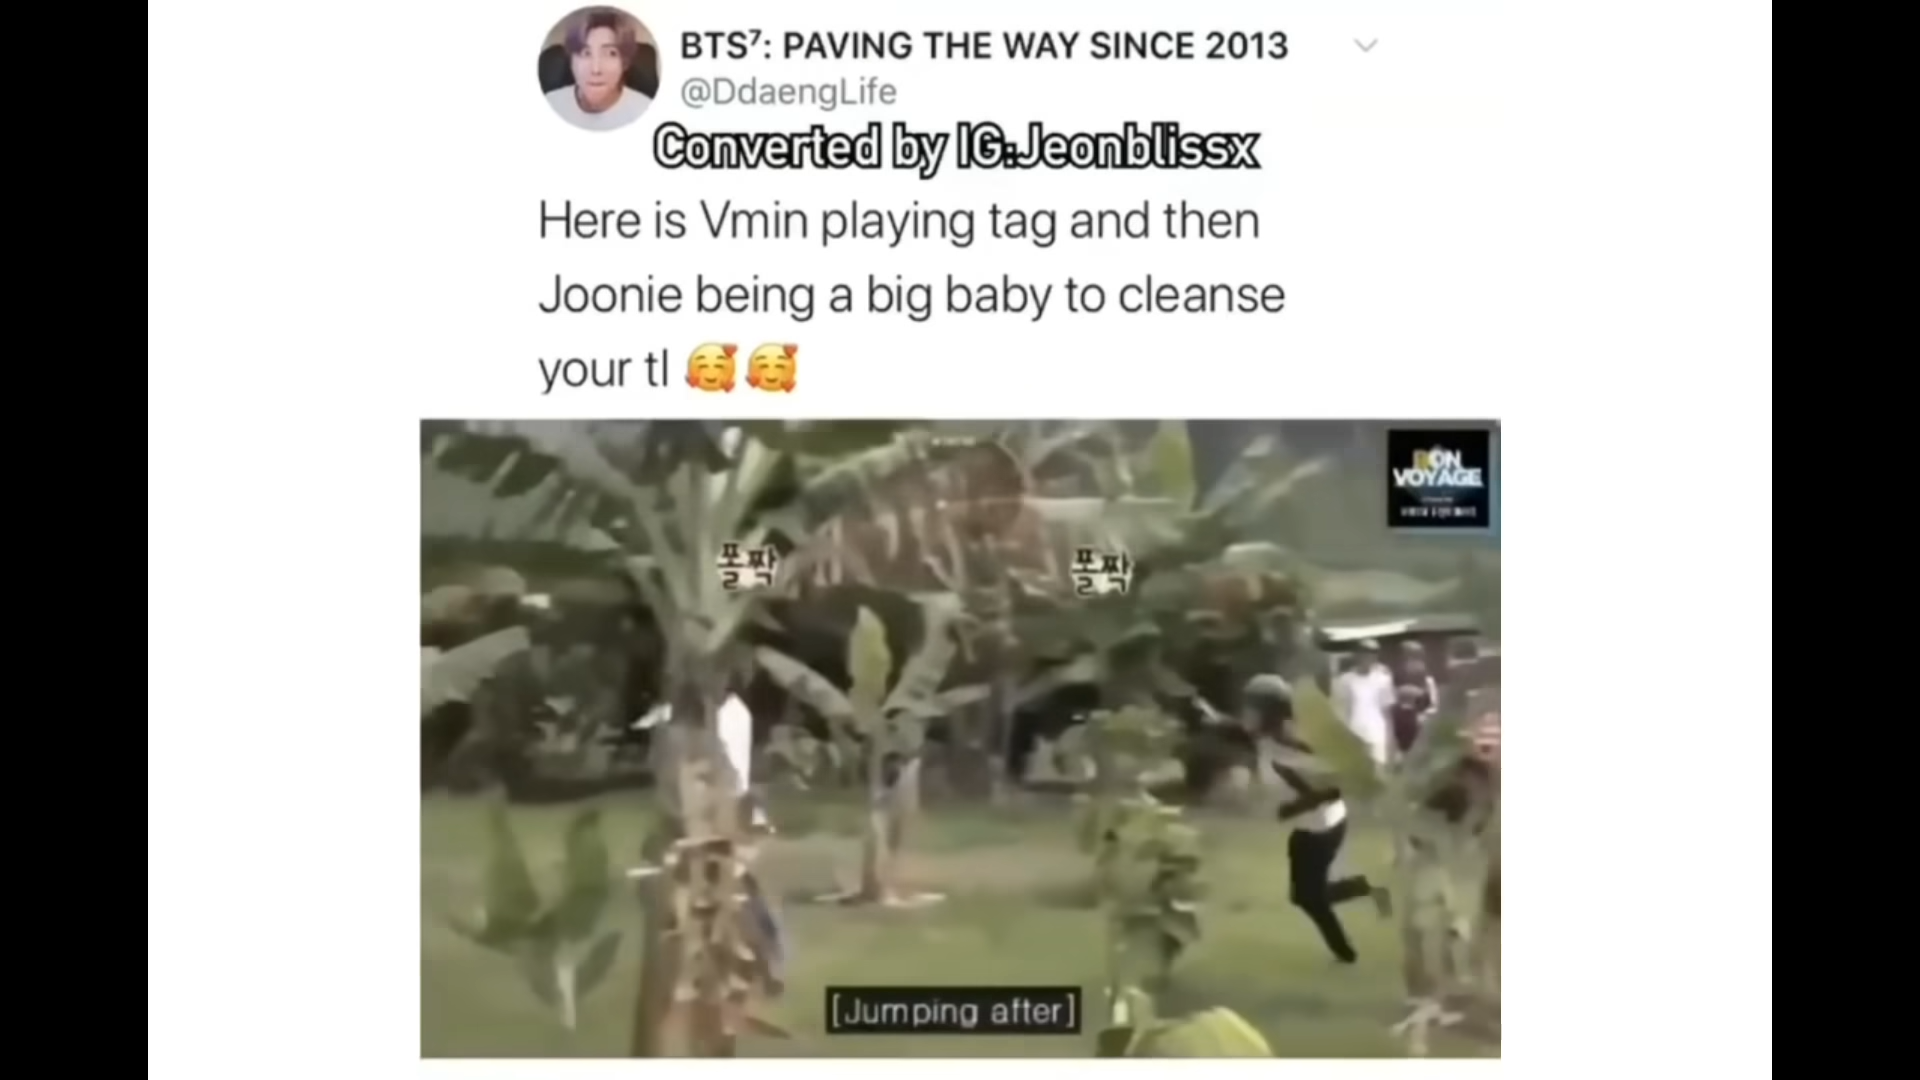 BTS⁷: PAVING THE WAY SINCE 2013
@DdaengLife
Converted by IG:Jeonblissx
Here is Vmin playing tag and then
Joonie being a big baby to cleanse
your tl 🥰🥰
BON
VOYAGE
폴짝
폴짝
[Jumping after]